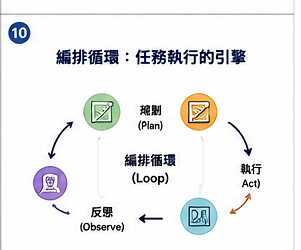 10
編排循環：任務執行的引擎
規劃
(Plan)
編排循環
(Loop)
執行
Act)
反思
(Observe)